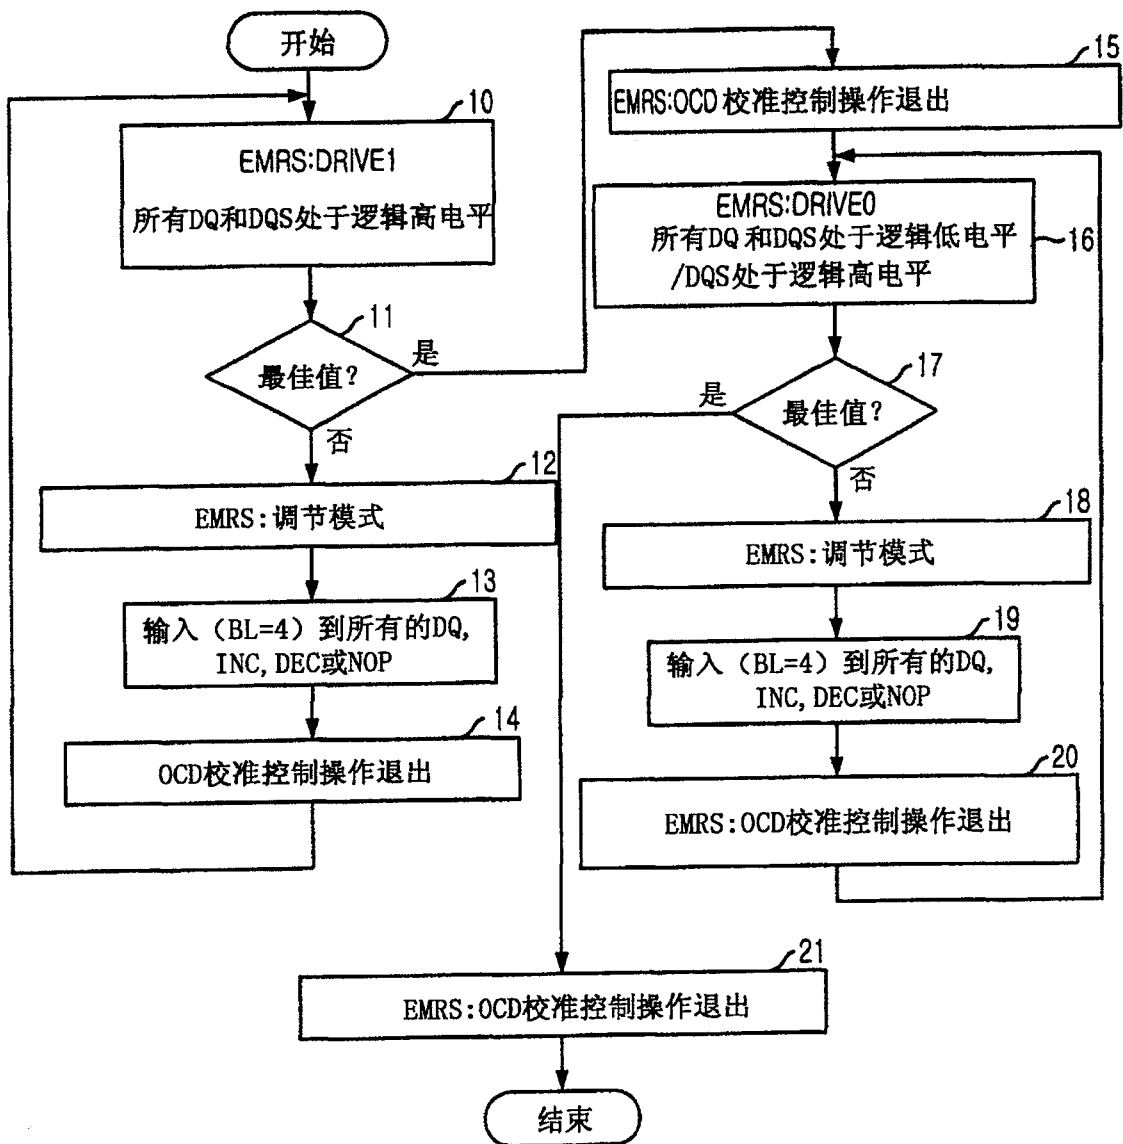 开始
10
EMRS:DRIVE1
所有DQ和DQS处于逻辑高电平
11
最佳值?
是
否
12
EMRS:调节模式
13
输入（BL=4）到所有的DQ,
INC,DEC或NOP
14
OCD校准控制操作退出
15
EMRS:OCD校准控制操作退出
EMRS:DRIVE0
所有DQ和DQS处于逻辑低电平
/DQS处于逻辑高电平
16
17
最佳值?
是
否
18
EMRS:调节模式
19
输入（BL=4）到所有的DQ,
INC,DEC或NOP
20
EMRS:OCD校准控制操作退出
21
EMRS:OCD校准控制操作退出
结束